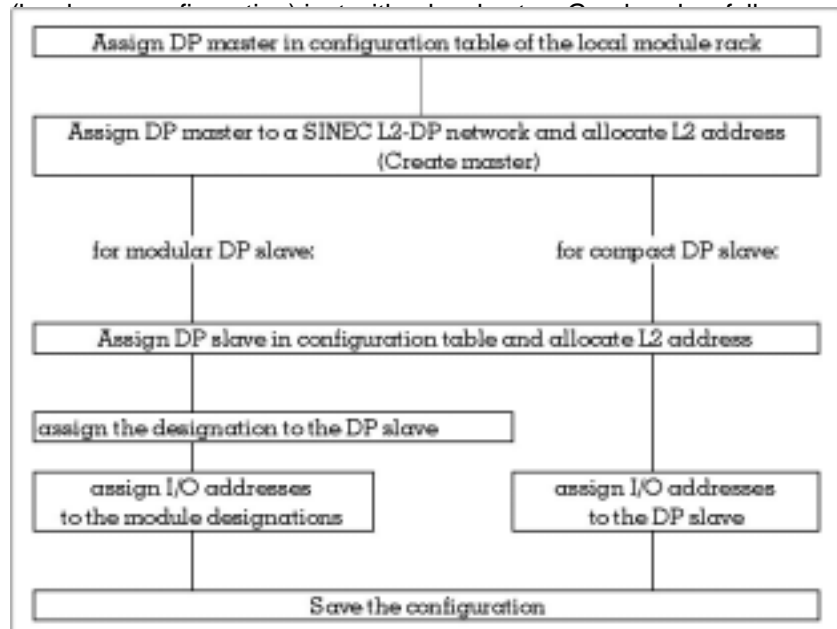 Assign DP master in configuration table of the local module rack
Assign DP master to a SINEC L2-DP network and allocate L2 address
(Create master)
for modular DP slave:
for compact DP slave:
Assign DP slave in configuration table and allocate L2 address
assign the designation to the DP slave
assign I/O addresses
to the module designations
assign I/O addresses
to the DP slave
Save the configuration